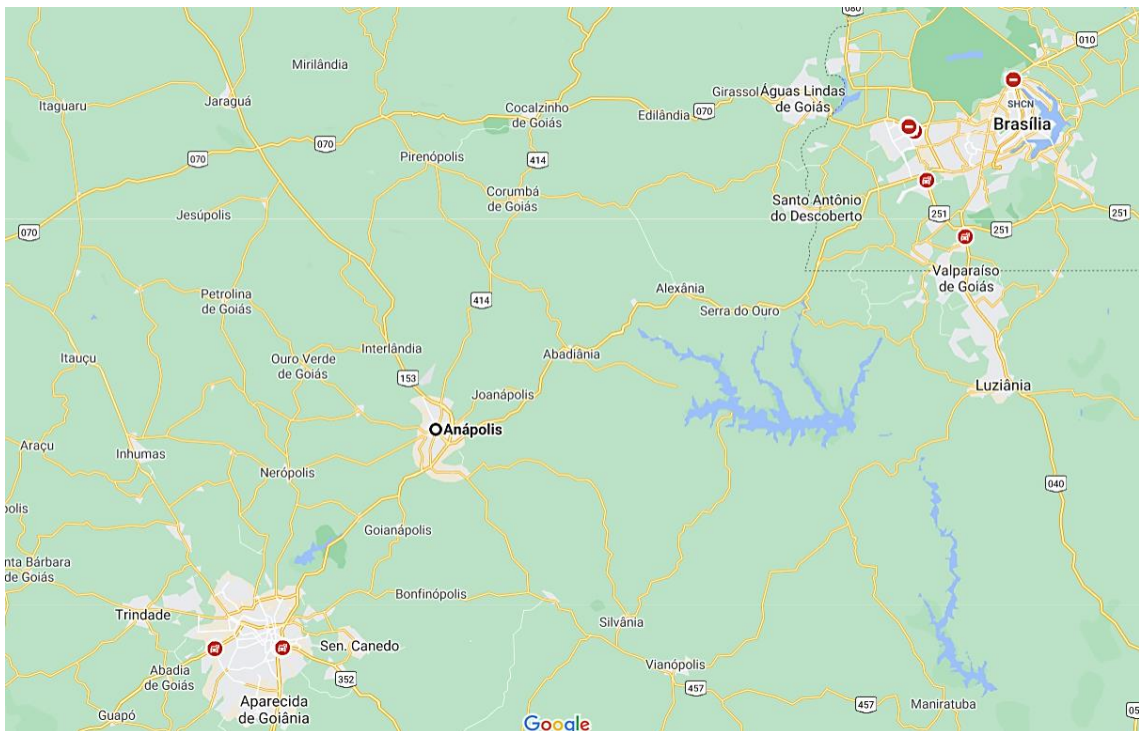 080
010
Mirilândia
Itaguaru
Jaraguá
Cocalzinho
de Goiás
Girassol
Águas Lindas
de Goiás
Edilândia
070
SHCN
Brasília
070
070
Pirenópolis
414
Corumbá
de Goiás
Santo Antônio
do Descoberto
Jesúpolis
251
251
251
070
Valparaíso
de Goiás
Petrolina
de Goiás
414
Alexânia
Serra do Ouro
Itauçu
Ouro Verde
de Goiás
Interlândia
Abadiânia
153
Joanápolis
Luziânia
Anápolis
Araçu
Inhumas
Nerópolis
040
polis
Goianápolis
nta Bárbara
de Goiás
Bonfinópolis
Trindade
Silvânia
Sen. Canedo
Abadia
de Goiás
352
Vianópolis
457
457
Maniratuba
Aparecida
de Goiânia
Guapó
Google
05